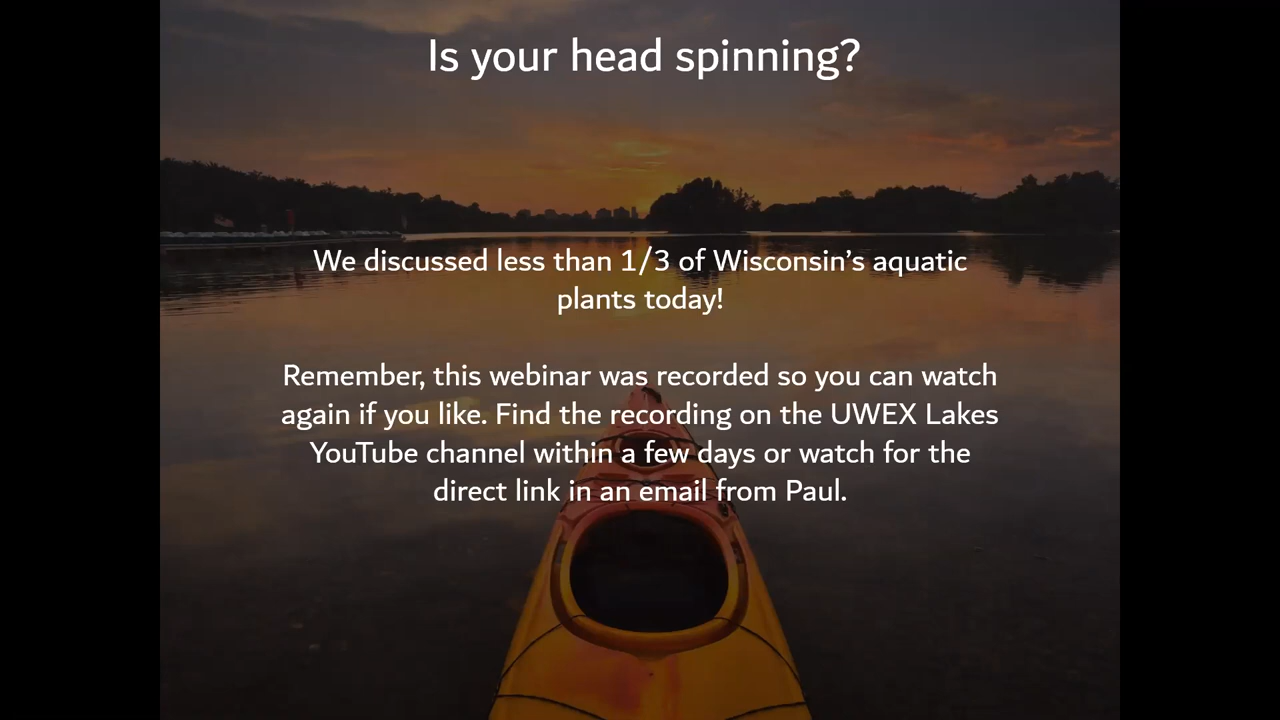 Is your head spinning?
We discussed less than 1/3 of Wisconsin’s aquatic
plants today!
Remember, this webinar was recorded so you can watch
again if you like. Find the recording on the UWEX Lakes
YouTube channel within a few days or watch for the
direct link in an email from Paul.